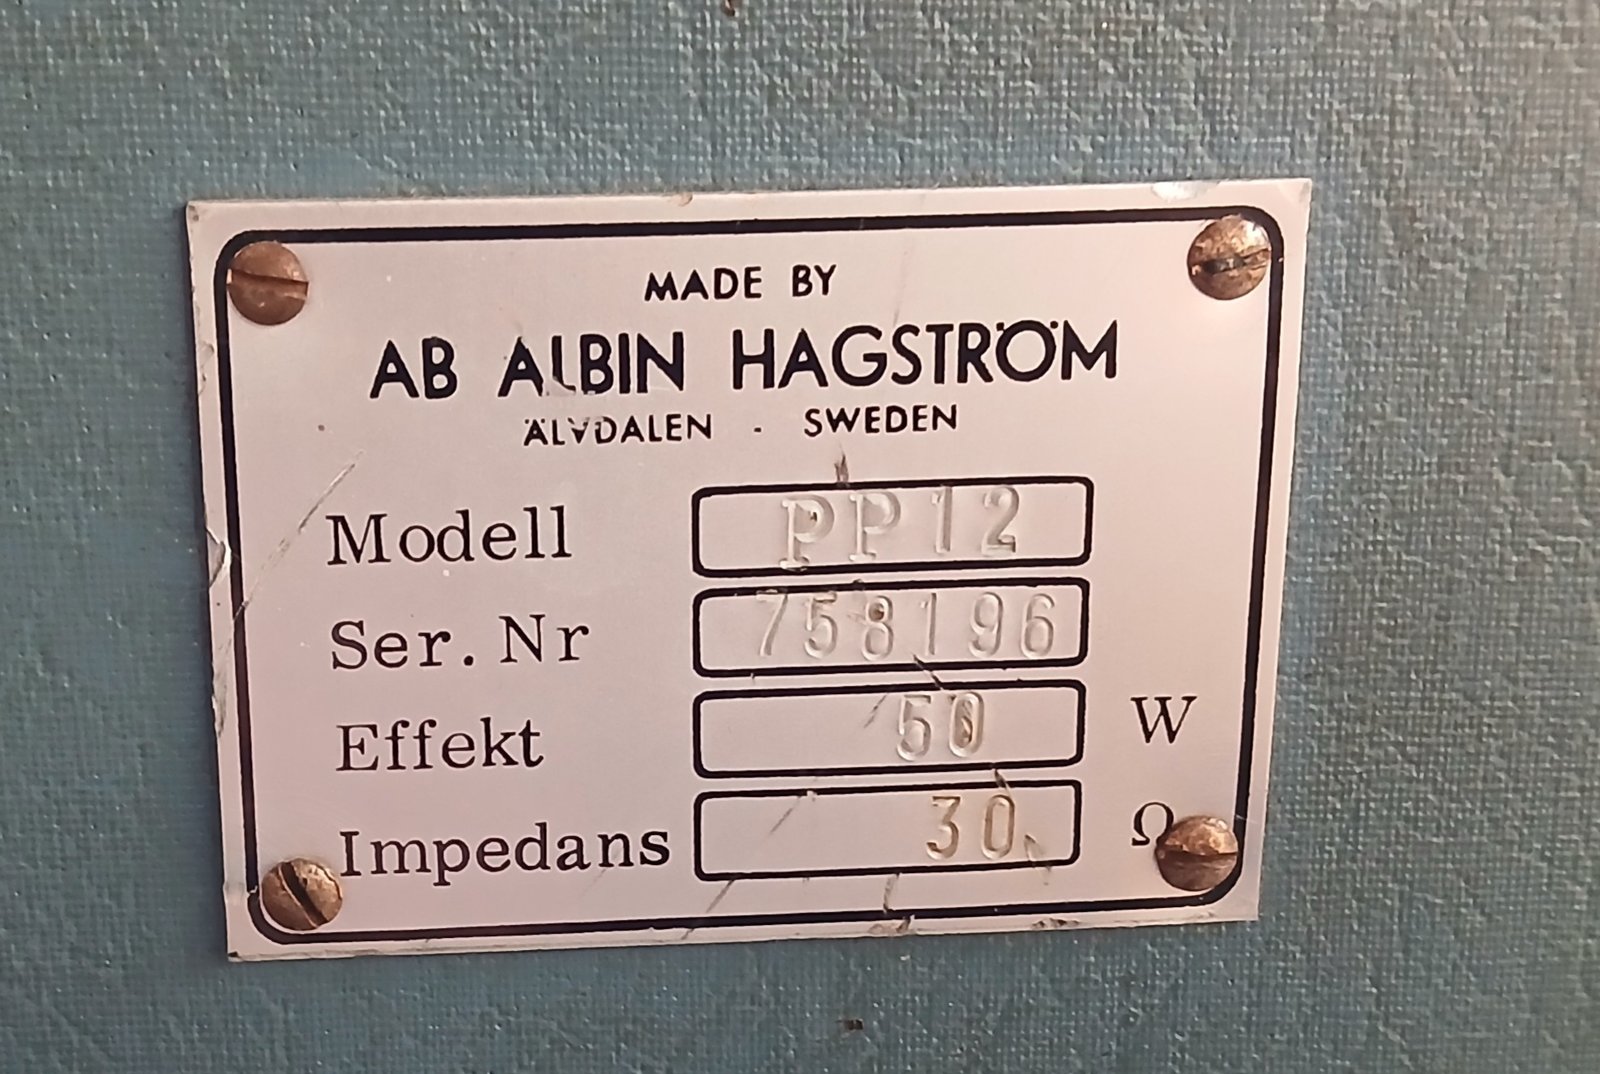 MADE BY
AB ALBIN HAGSTRÖM
ÄLVDALEN - SWEDEN
Modell PP12
Ser. Nr 758196
Effekt 50 W
Impedans 30 Ω